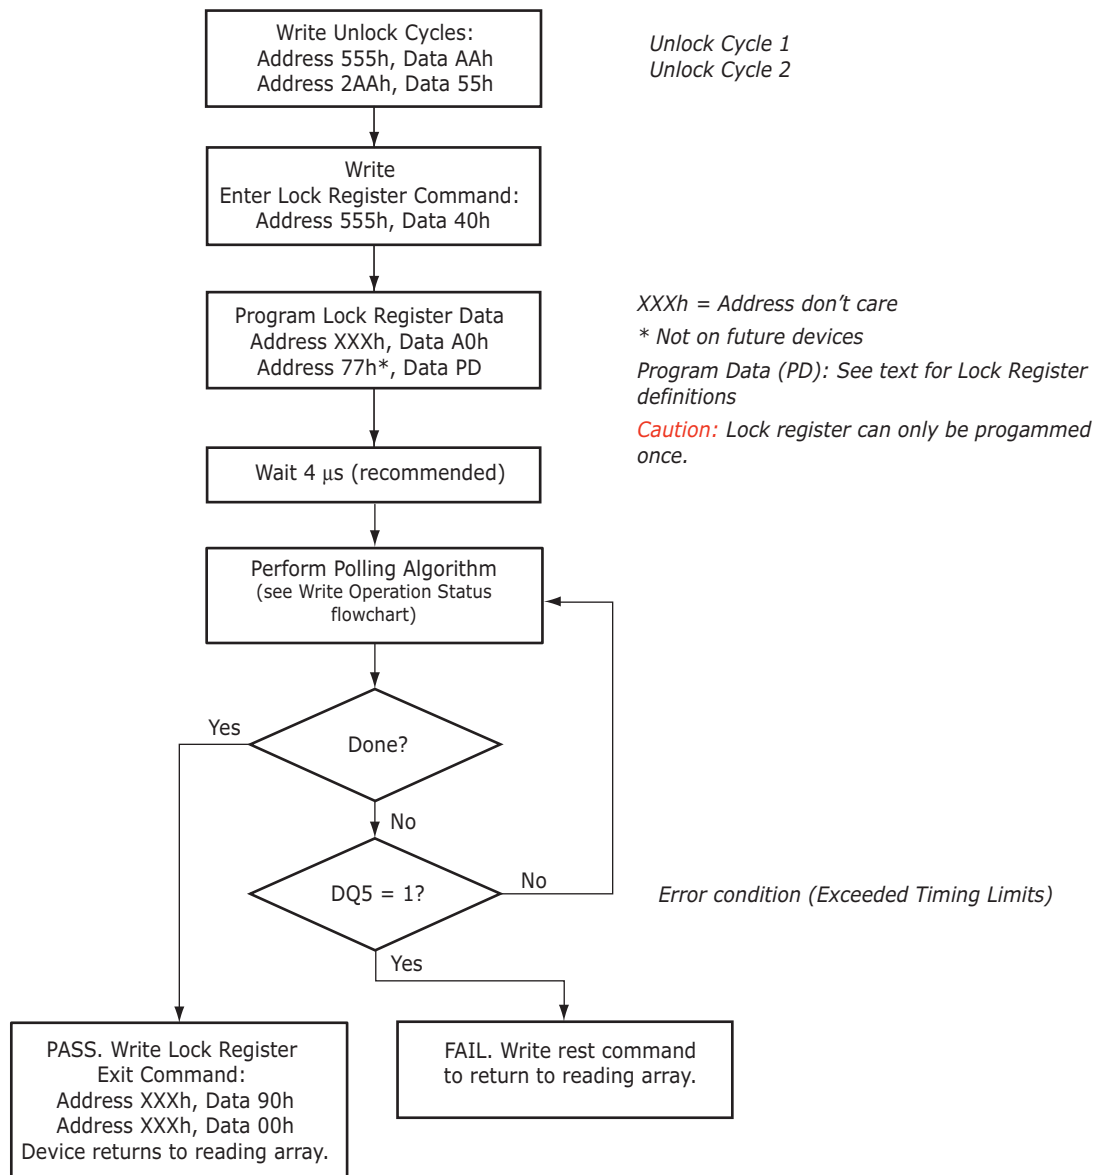 Write Unlock Cycles:
Address 555h, Data AAh
Address 2AAh, Data 55h
Unlock Cycle 1
Unlock Cycle 2
Write
Enter Lock Register Command:
Address 555h, Data 40h
Program Lock Register Data
Address XXXh, Data A0h
Address 77h*, Data PD
XXXh = Address don't care
* Not on future devices
Program Data (PD): See text for Lock Register
definitions
Caution: Lock register can only be progammed
once.
Wait 4 μs (recommended)
Perform Polling Algorithm
(see Write Operation Status
flowchart)
Yes
Done?
No
DQ5 = 1?
No
Error condition (Exceeded Timing Limits)
Yes
PASS. Write Lock Register
Exit Command:
Address XXXh, Data 90h
Address XXXh, Data 00h
Device returns to reading array.
FAIL. Write rest command
to return to reading array.